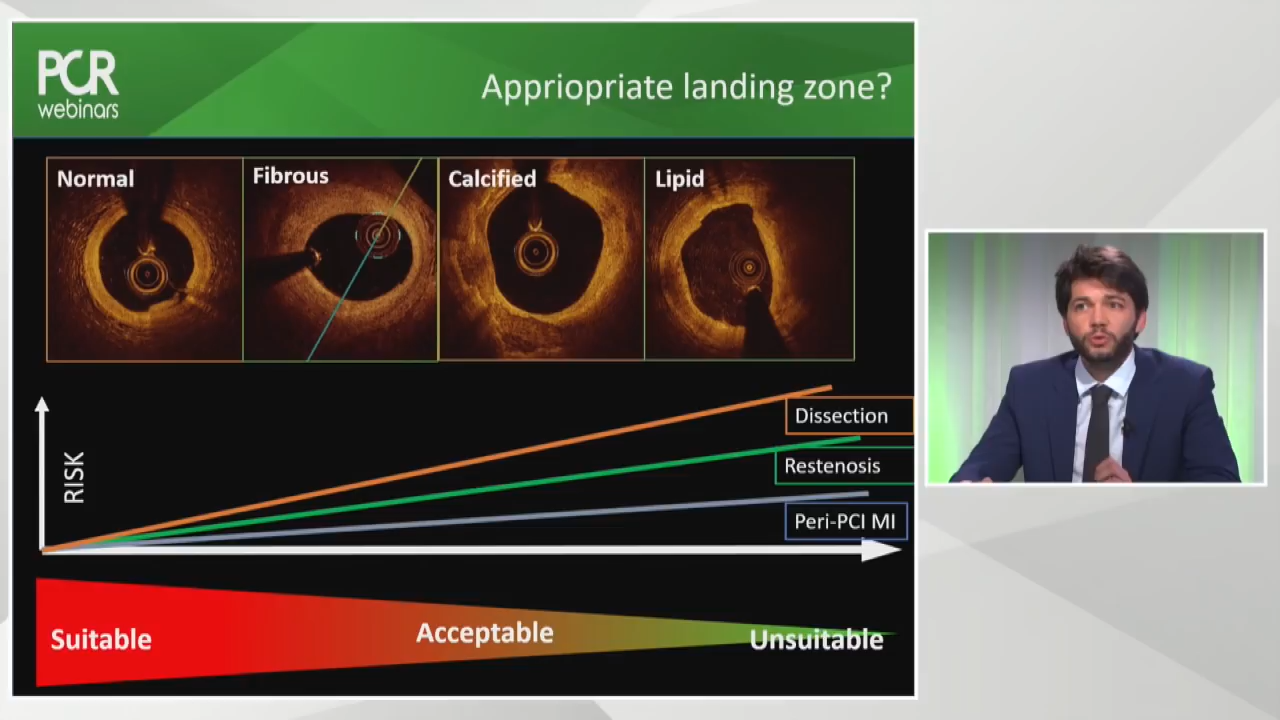 PCR
webinars
Appriopriate landing zone?
Normal
Fibrous
Calcified
Lipid
RISK
Dissection
Restenosis
Peri-PCI MI
Suitable
Acceptable
Unsuitable